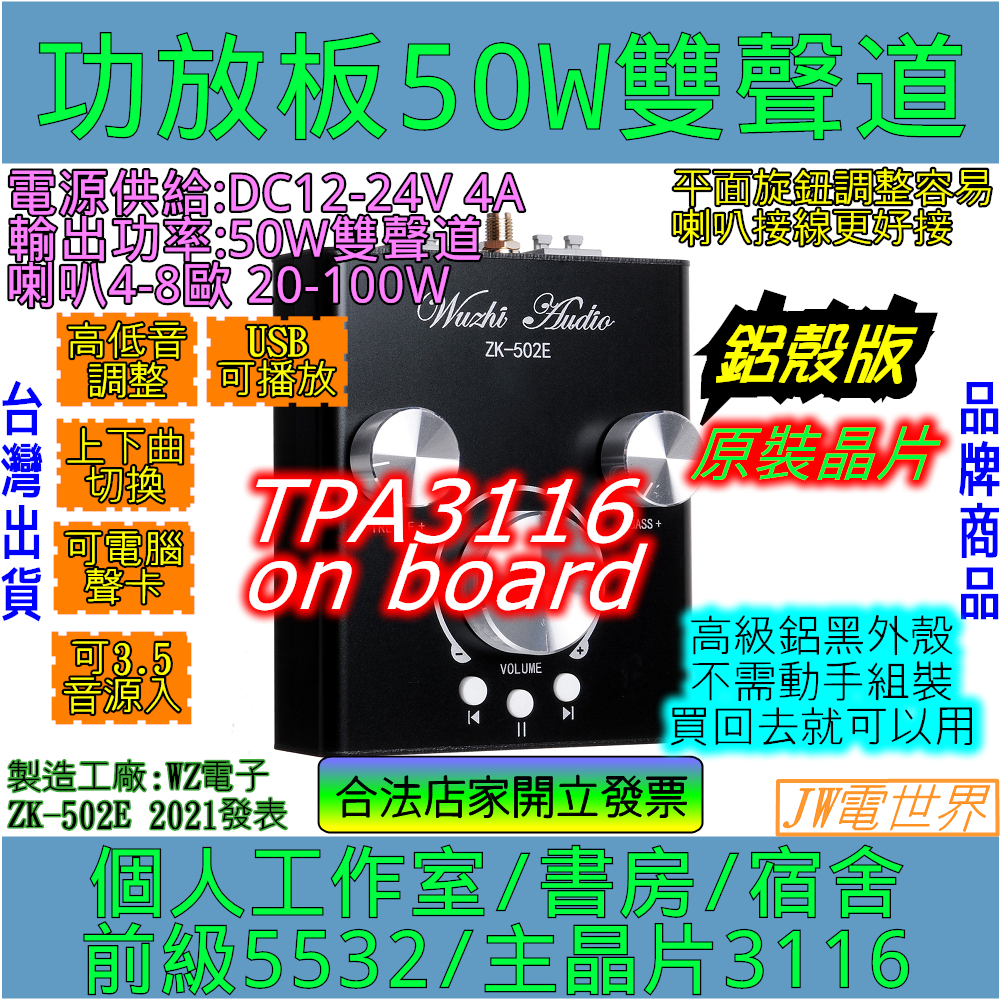 功放板50W雙聲道
電源供給:DC12-24V 4A
輸出功率:50W雙聲道
喇叭4-8歐 20-100W
平面旋鈕調整容易
喇叭接線更好接
Wuzhi Audio
ZK-502E
高低音
調整
USB
可播放
鋁殼版
原裝晶片
台灣出貨
品牌商品
上下曲
切換
TPA3116
on board
BASS +
可電腦
聲卡
可3.5
音源入
- +
VOLUME
高級鋁黑外殼
不需動手組裝
買回去就可以用
製造工廠:WZ電子
ZK-502E 2021發表
合法店家開立發票
JW電世界
個人工作室/書房/宿舍
前級5532/主晶片3116